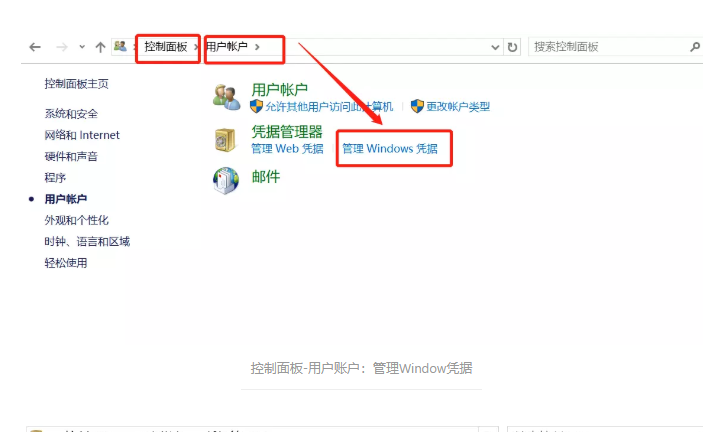 控制面板 用户帐户 搜索控制面板
控制面板主页
系统和安全
网络和 Internet
硬件和声音
程序
用户帐户
外观和个性化
时钟、语言和区域
轻松使用
用户帐户
允许其他用户访问此计算机 更改帐户类型
凭据管理器
管理 Web 凭据 管理 Windows 凭据
邮件
控制面板-用户账户：管理Window凭据